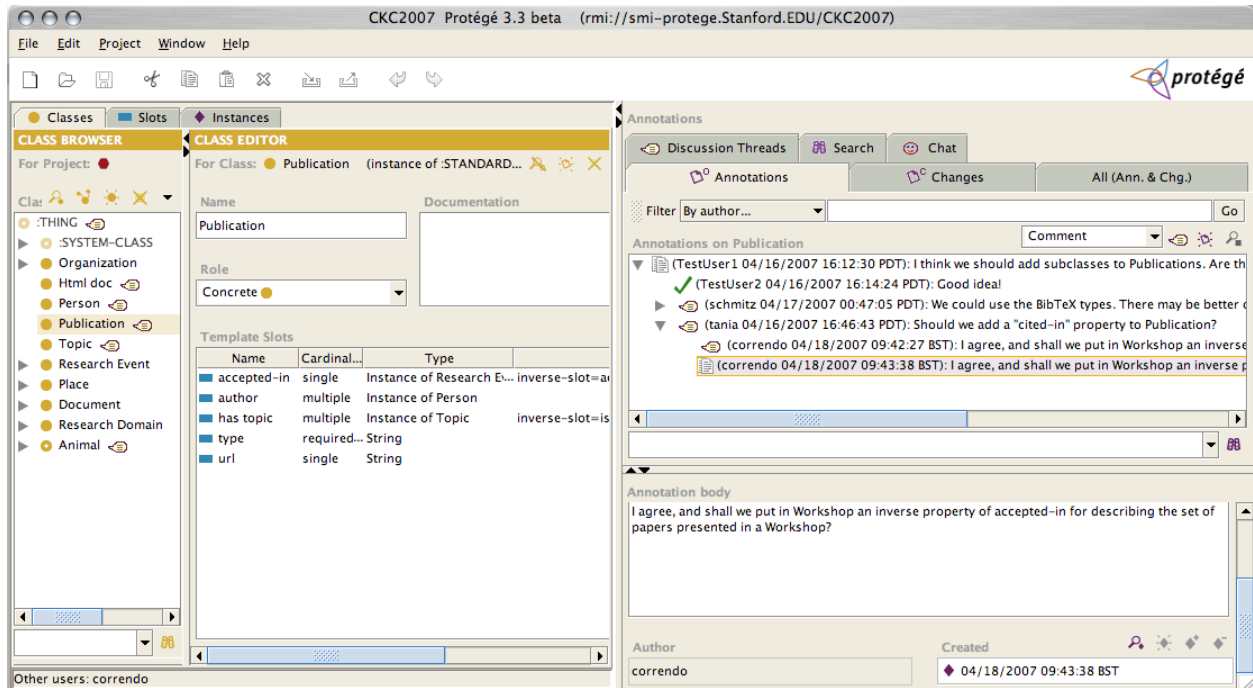 CKC2007 Protégé 3.3 beta (rmi://smi-protege.Stanford.EDU/CKC2007)
File Edit Project Window Help
protégé
Classes Slots Instances
CLASS BROWSER
For Project:
Cla:
:THING
:SYSTEM-CLASS
Organization
Html doc
Person
Publication
Topic
Research Event
Place
Document
Research Domain
Animal
Other users: correndo
CLASS EDITOR
For Class: Publication (instance of :STANDARD...
Name
Publication
Documentation
Role
Concrete
Template Slots
Name Cardinal... Type
accepted-in single Instance of Research Ev... inverse-slot=a
author multiple Instance of Person
has topic multiple Instance of Topic inverse-slot=is
type required... String
url single String
Annotations
Discussion Threads Search Chat
Annotations Changes All (Ann. & Chg.)
Filter By author... Go
Annotations on Publication Comment
(TestUser1 04/16/2007 16:12:30 PDT): I think we should add subclasses to Publications. Are th
(TestUser2 04/16/2007 16:14:24 PDT): Good idea!
(schmitz 04/17/2007 00:47:05 PDT): We could use the BibTeX types. There may be better
(tania 04/16/2007 16:46:43 PDT): Should we add a "cited-in" property to Publication?
(correndo 04/18/2007 09:42:27 BST): I agree, and shall we put in Workshop an inverse
(correndo 04/18/2007 09:43:38 BST): I agree, and shall we put in Workshop an inverse p
Annotation body
I agree, and shall we put in Workshop an inverse property of accepted-in for describing the set of
papers presented in a Workshop?
Author Created
correndo 04/18/2007 09:43:38 BST